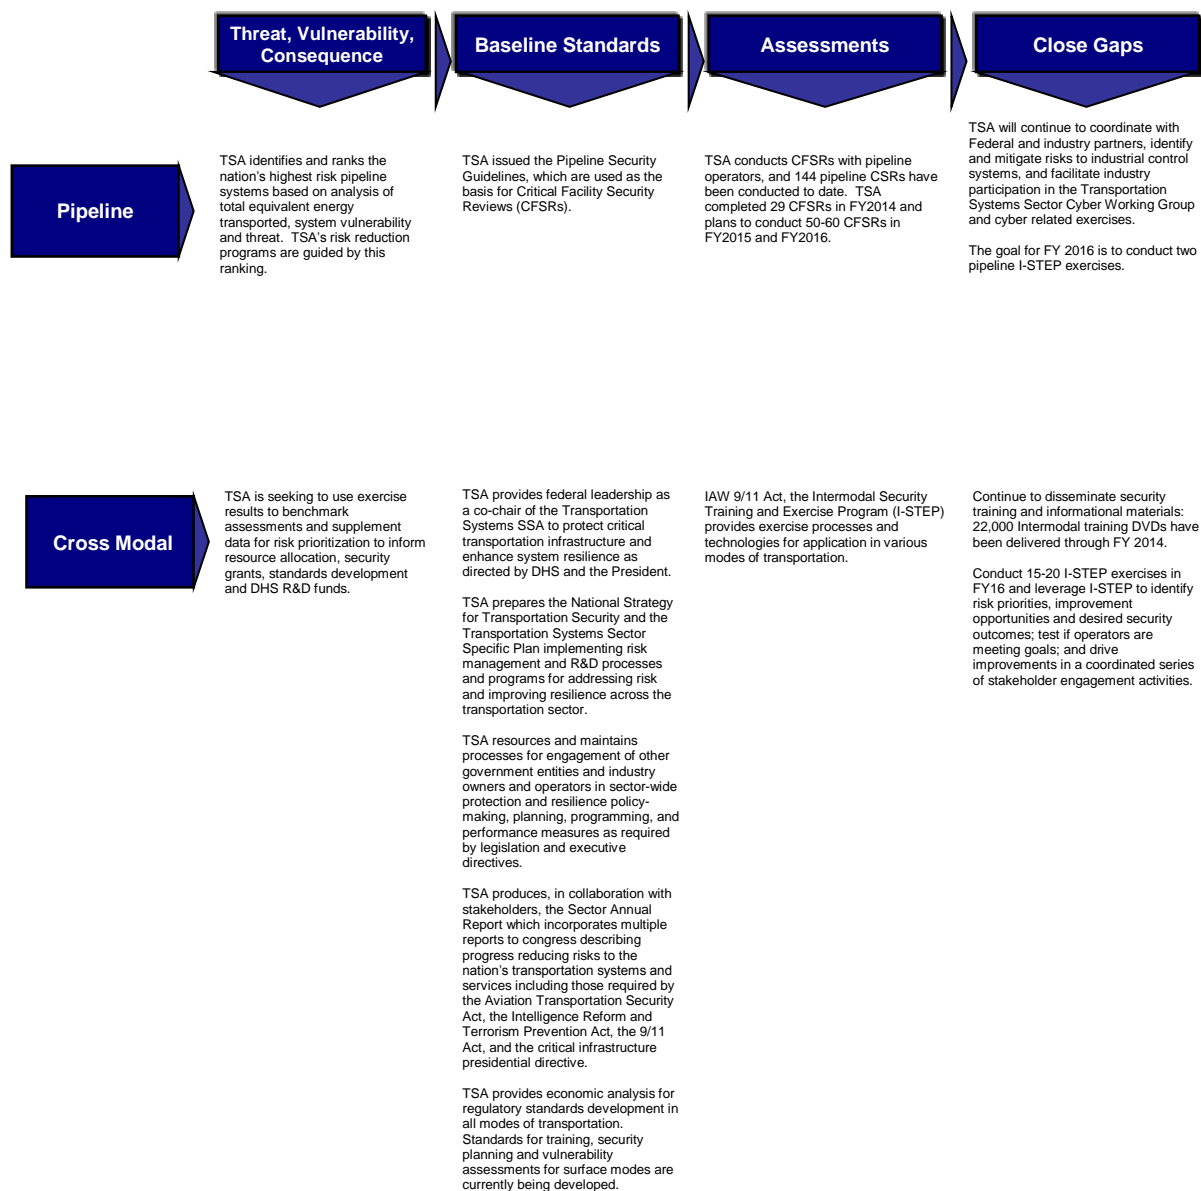 Threat, Vulnerability,
Consequence
Baseline Standards
Assessments
Close Gaps
Pipeline
TSA identifies and ranks the
nation's highest risk pipeline
systems based on analysis of
total equivalent energy
transported, system vulnerability
and threat.  TSA's risk reduction
programs are guided by this
ranking.
TSA issued the Pipeline Security
Guidelines, which are used as the
basis for Critical Facility Security
Reviews (CFSRs).
TSA conducts CFSRs with pipeline
operators, and 144 pipeline CSRs have
been conducted to date.  TSA
completed 29 CFSRs in FY2014 and
plans to conduct 50-60 CFSRs in
FY2015 and FY2016.
TSA will continue to coordinate with
Federal and industry partners, identify
and mitigate risks to industrial control
systems, and facilitate industry
participation in the Transportation
Systems Sector Cyber Working Group
and cyber related exercises.
The goal for FY 2016 is to conduct two
pipeline I-STEP exercises.
Cross Modal
TSA is seeking to use exercise
results to benchmark
assessments and supplement
data for risk prioritization to inform
resource allocation, security
grants, standards development
and DHS R&D funds.
TSA provides federal leadership as
a co-chair of the Transportation
Systems SSA to protect critical
transportation infrastructure and
enhance system resilience as
directed by DHS and the President.
TSA prepares the National Strategy
for Transportation Security and the
Transportation Systems Sector
Specific Plan implementing risk
management and R&D processes
and programs for addressing risk
and improving resilience across the
transportation sector.
TSA resources and maintains
processes for engagement of other
government entities and industry
owners and operators in sector-wide
protection and resilience policy-
making, planning, programming, and
performance measures as required
by legislation and executive
directives.
TSA produces, in collaboration with
stakeholders, the Sector Annual
Report which incorporates multiple
reports to congress describing
progress reducing risks to the
nation's transportation systems and
services including those required by
the Aviation Transportation Security
Act, the Intelligence Reform and
Terrorism Prevention Act, the 9/11
Act, and the critical infrastructure
presidential directive.
TSA provides economic analysis for
regulatory standards development in
all modes of transportation.
Standards for training, security
planning and vulnerability
assessments for surface modes are
currently being developed.
IAW 9/11 Act, the Intermodal Security
Training and Exercise Program (I-STEP)
provides exercise processes and
technologies for application in various
modes of transportation.
Continue to disseminate security
training and informational materials:
22,000 Intermodal training DVDs have
been delivered through FY 2014.
Conduct 15-20 I-STEP exercises in
FY16 and leverage I-STEP to identify
risk priorities, improvement
opportunities and desired security
outcomes; test if operators are
meeting goals; and drive
improvements in a coordinated series
of stakeholder engagement activities.